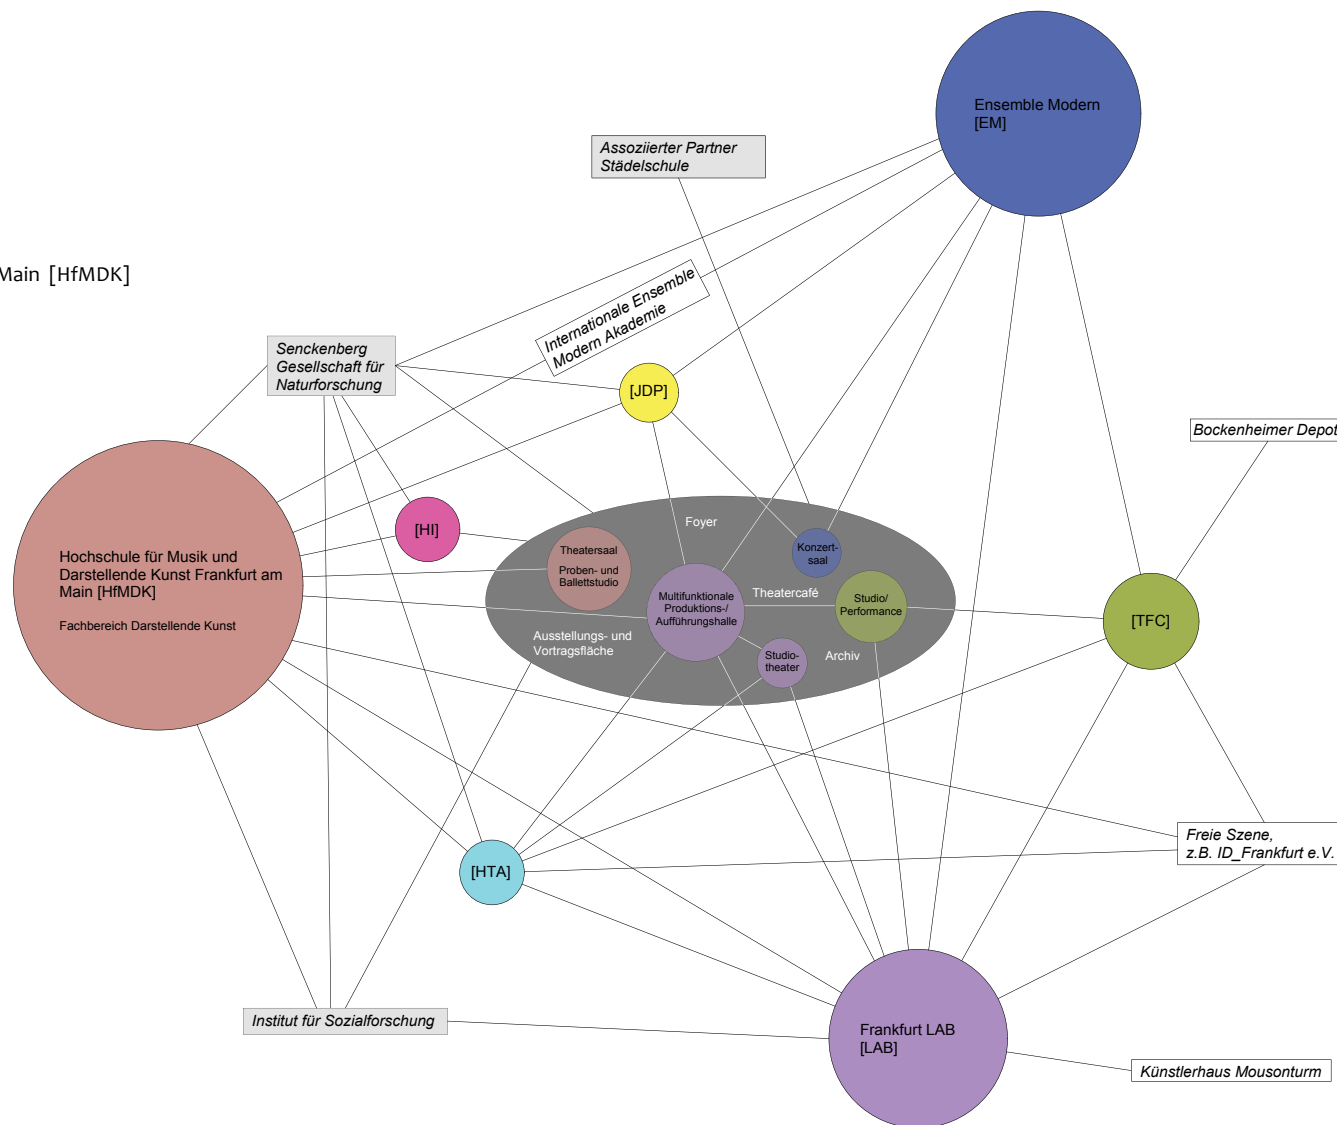 Ensemble Modern
[EM]
Assoziierter Partner
Städelschule
Main [HfMDK]
Internationale Ensemble
Modern Akademie
Senckenberg
Gesellschaft für
Naturforschung
[JDP]
Bockenheimer Depot
[HI]
Foyer
Konzert-
saal
Theatersaal
Proben- und
Ballettstudio
Hochschule für Musik und
Darstellende Kunst Frankfurt am
Main [HfMDK]
Fachbereich Darstellende Kunst
Multifunktionale
Produktions-/
Aufführungshalle
Theatercafé
Studio/
Performance
[TFC]
Ausstellungs- und
Vortragsfläche
Studio-
theater
Archiv
Freie Szene,
z.B. ID_Frankfurt e.V.
[HTA]
Institut für Sozialforschung
Frankfurt LAB
[LAB]
Künstlerhaus Mousonturm